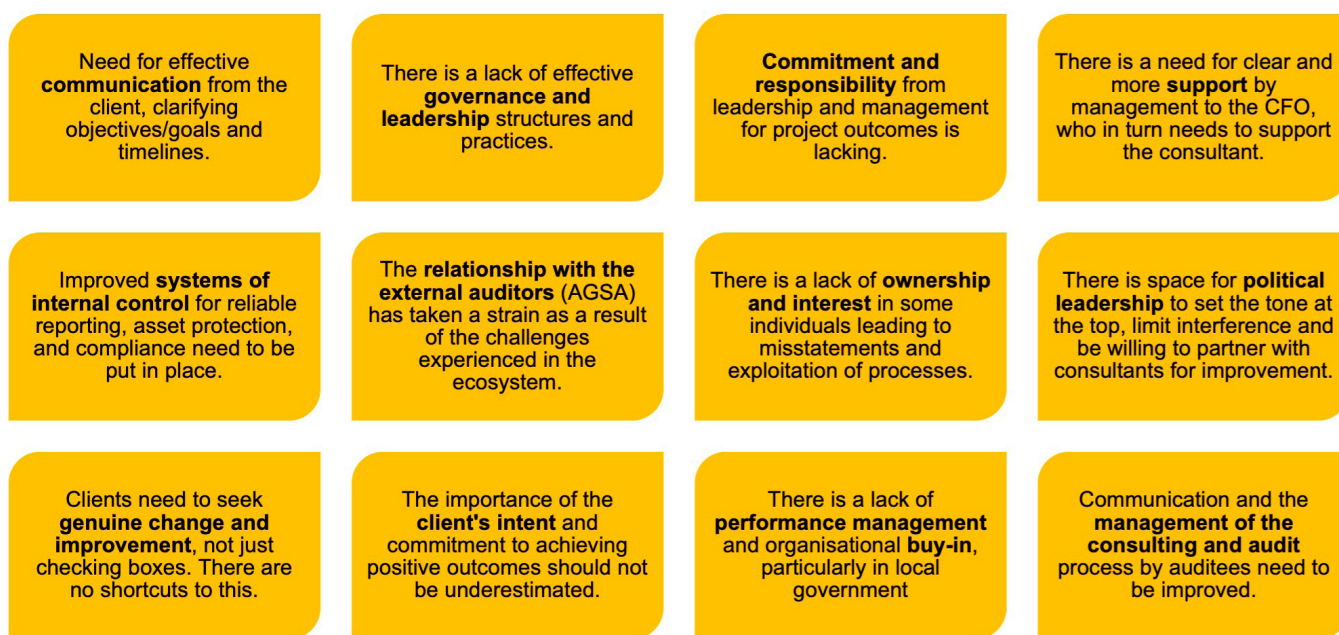 Need for effective
communication from the
client, clarifying
objectives/goals and
timelines.
There is a lack of effective
governance and
leadership structures and
practices.
Commitment and
responsibility from
leadership and management
for project outcomes is
lacking.
There is a need for clear and
more support by
management to the CFO,
who in turn needs to support
the consultant.
Improved systems of
internal control for reliable
reporting, asset protection,
and compliance need to be
put in place.
The relationship with the
external auditors (AGSA)
has taken a strain as a result
of the challenges
experienced in the
ecosystem.
There is a lack of ownership
and interest in some
individuals leading to
misstatements and
exploitation of processes.
There is space for political
leadership to set the tone at
the top, limit interference and
be willing to partner with
consultants for improvement.
Clients need to seek
genuine change and
improvement, not just
checking boxes. There are
no shortcuts to this.
The importance of the
client's intent and
commitment to achieving
positive outcomes should not
be underestimated.
There is a lack of
performance management
and organisational buy-in,
particularly in local
government
Communication and the
management of the
consulting and audit
process by auditees need to
be improved.